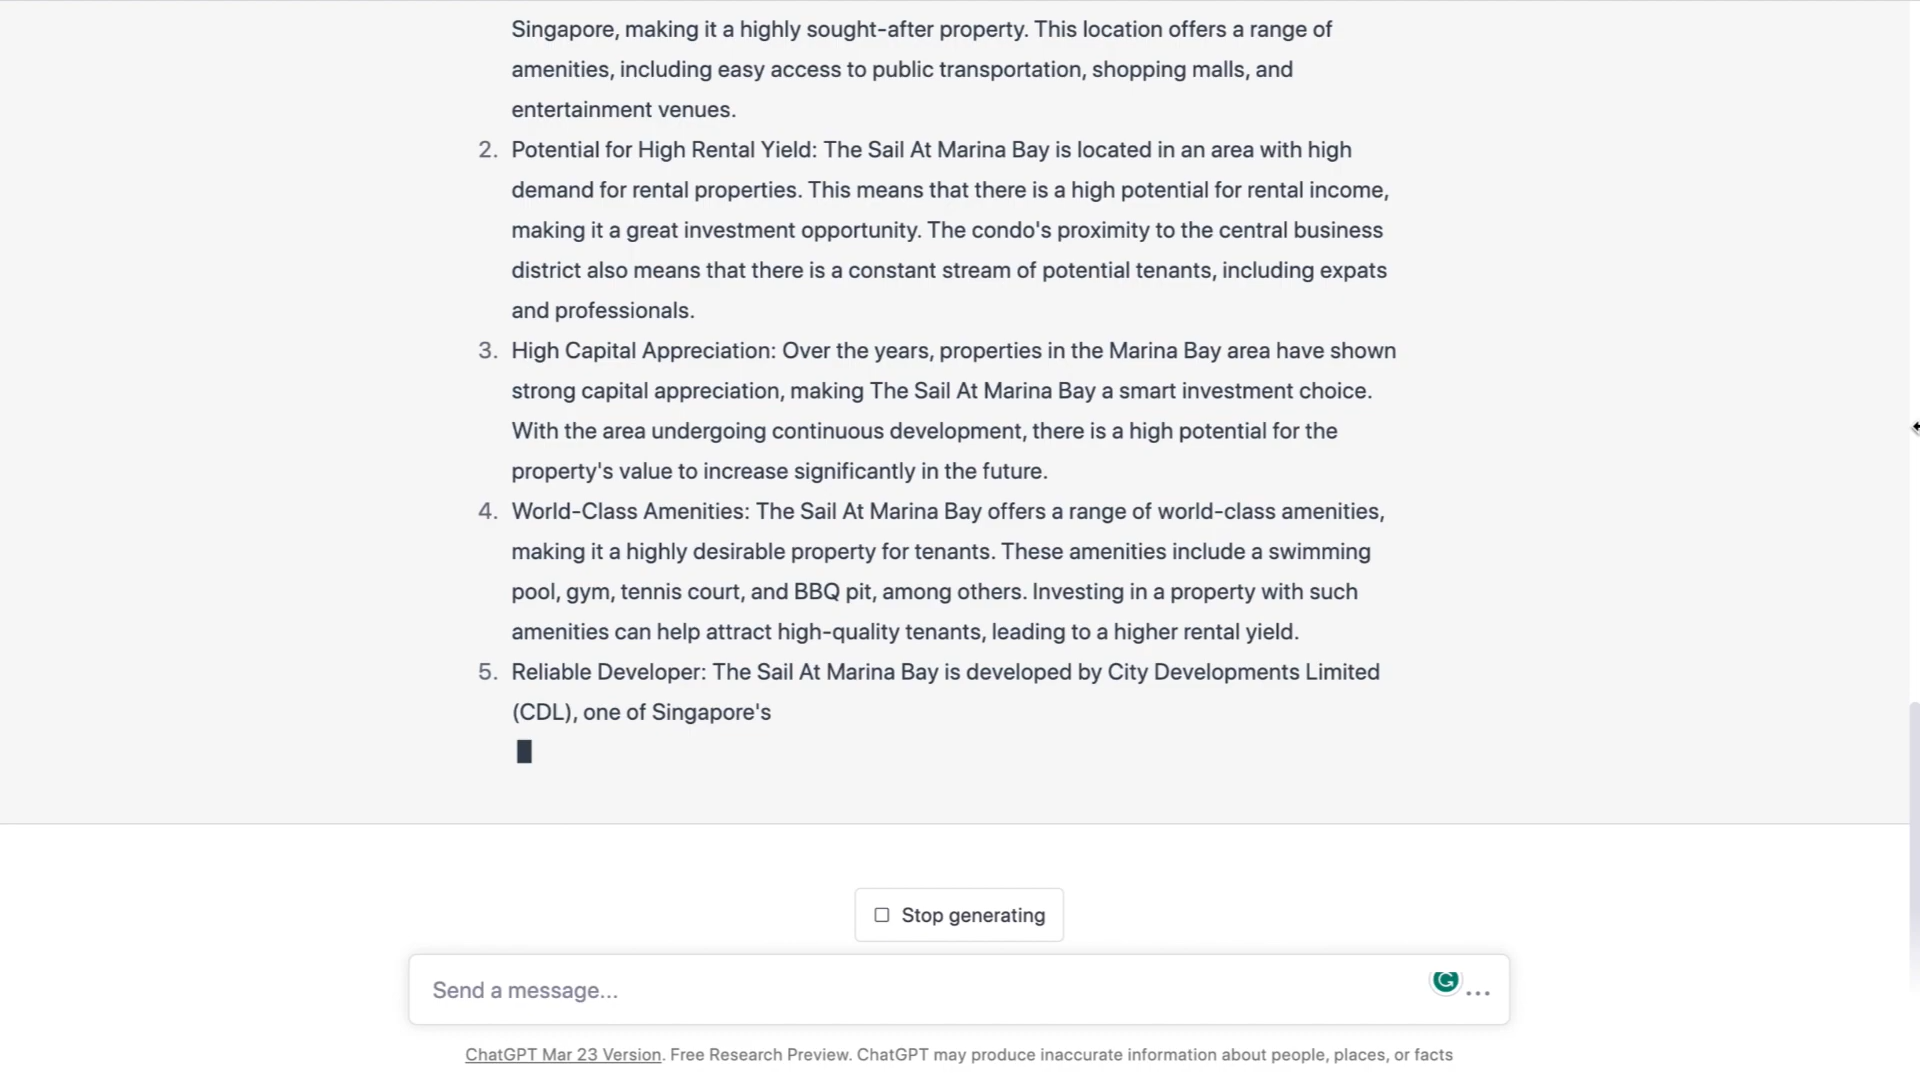 Singapore, making it a highly sought-after property. This location offers a range of
amenities, including easy access to public transportation, shopping malls, and
entertainment venues.
2. Potential for High Rental Yield: The Sail At Marina Bay is located in an area with high
demand for rental properties. This means that there is a high potential for rental income,
making it a great investment opportunity. The condo's proximity to the central business
district also means that there is a constant stream of potential tenants, including expats
and professionals.
3. High Capital Appreciation: Over the years, properties in the Marina Bay area have shown
strong capital appreciation, making The Sail At Marina Bay a smart investment choice.
With the area undergoing continuous development, there is a high potential for the
property's value to increase significantly in the future.
4. World-Class Amenities: The Sail At Marina Bay offers a range of world-class amenities,
making it a highly desirable property for tenants. These amenities include a swimming
pool, gym, tennis court, and BBQ pit, among others. Investing in a property with such
amenities can help attract high-quality tenants, leading to a higher rental yield.
5. Reliable Developer: The Sail At Marina Bay is developed by City Developments Limited
(CDL), one of Singapore's
Stop generating
Send a message...
ChatGPT Mar 23 Version. Free Research Preview. ChatGPT may produce inaccurate information about people, places, or facts